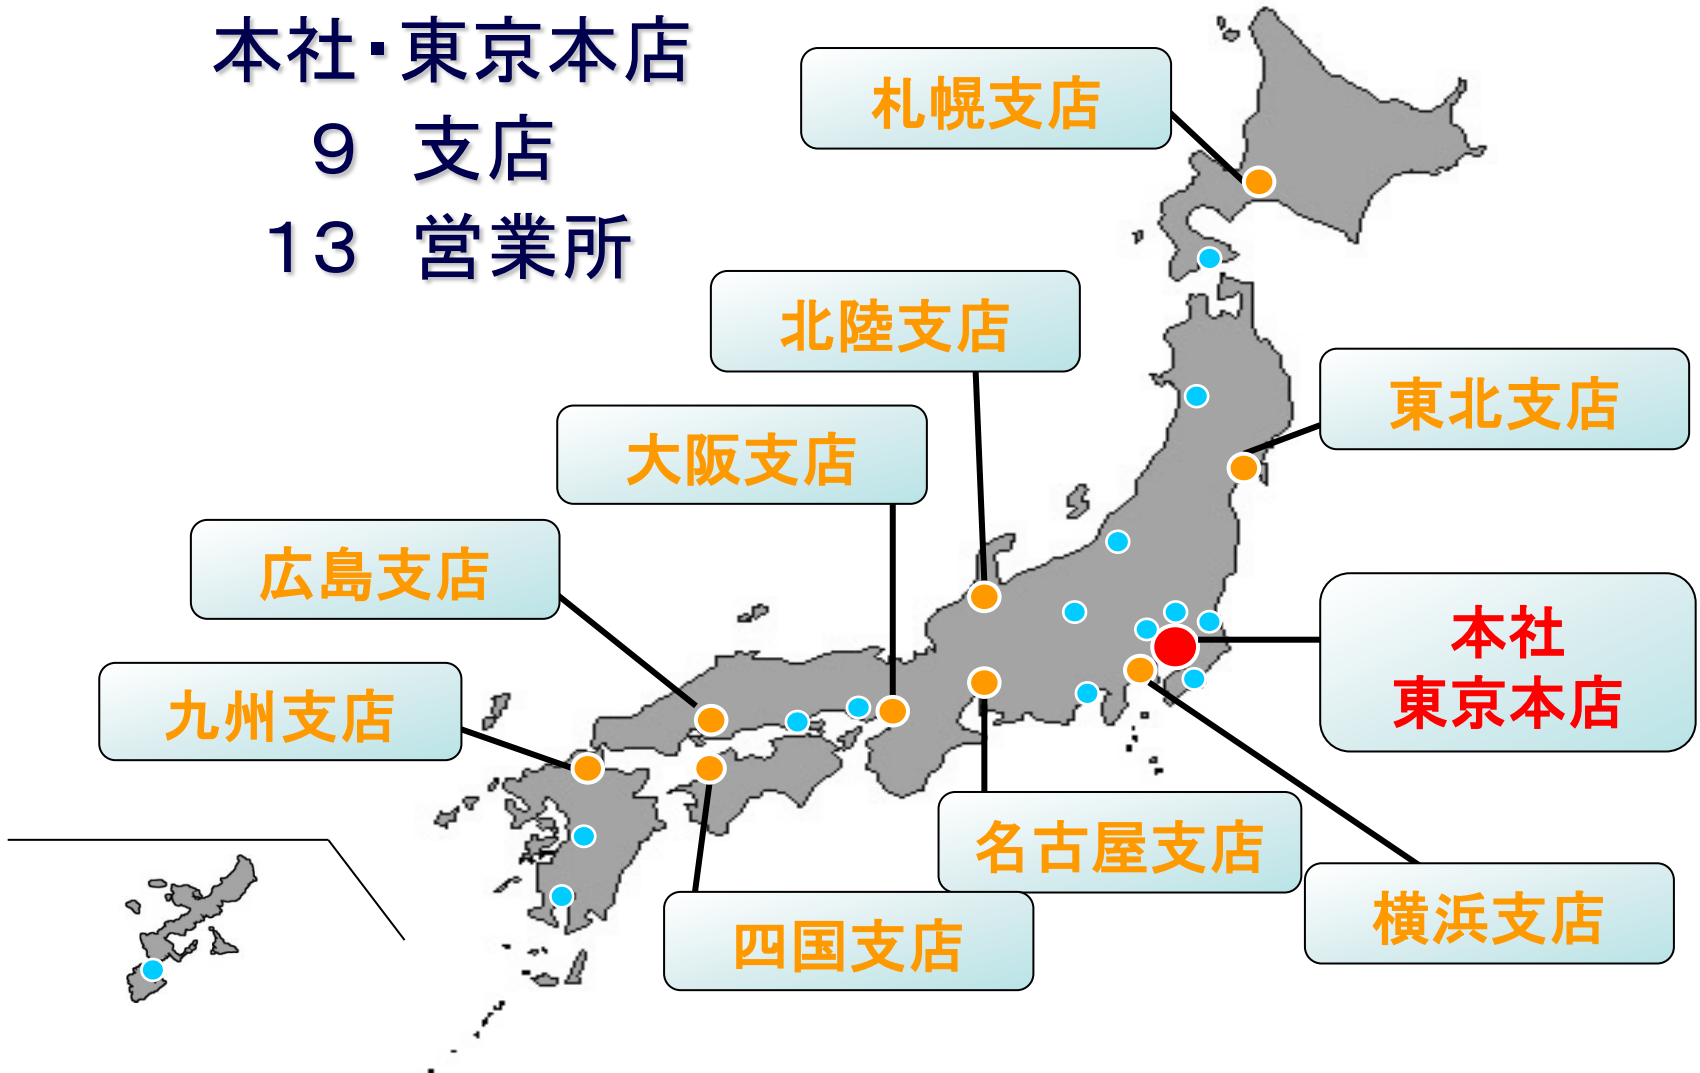 本社・東京本店
９　支店
１３　営業所
札幌支店
北陸支店
東北支店
大阪支店
広島支店
本社
東京本店
九州支店
名古屋支店
横浜支店
四国支店